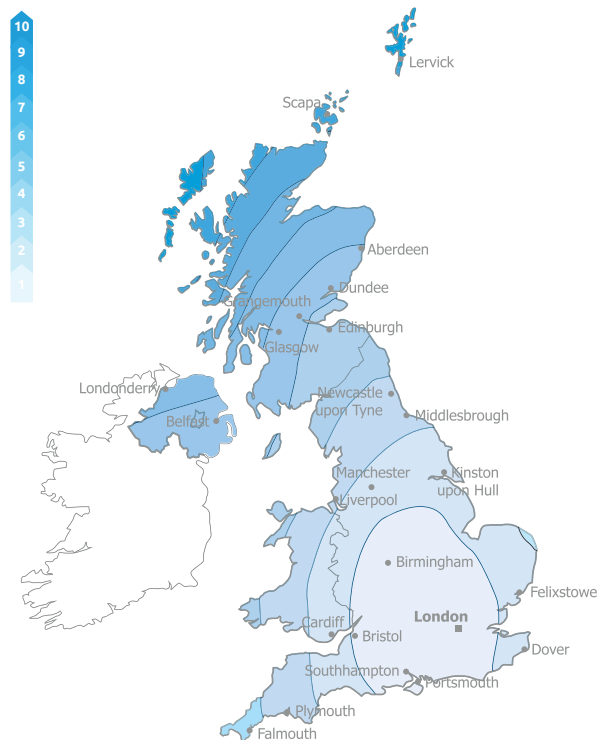 10
9
8
7
6
5
4
3
2
1
Lervick
Scapa
Aberdeen
Dundee
Grangemouth
Edinburgh
Glasgow
Londonderry
Belfast
Newcastle
upon Tyne
Middlesbrough
Manchester
Liverpool
Kinston
upon Hull
Birmingham
Felixstowe
London
Cardiff
Bristol
Dover
Southhampton
Portsmouth
Plymouth
Falmouth